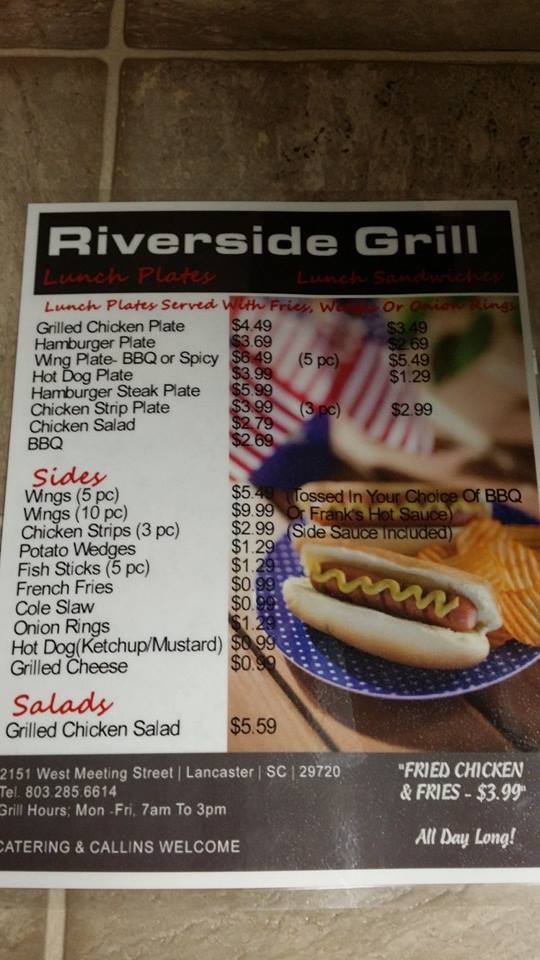 Riverside Grill
Lunch Plates Lunch Sandwiches
Lunch Plates Served With Fries, Wings Or Onion Rings
Grilled Chicken Plate $4.49 $3.49
Hamburger Plate $3.69 $2.69
Wing Plate- BBQ or Spicy $6.49 (5 pc) $5.49
Hot Dog Plate $3.99 $1.29
Hamburger Steak Plate $5.99
Chicken Strip Plate $3.99 (3 pc) $2.99
Chicken Salad $2.79
BBQ $2.69
Sides
Wings (5 pc) $5.49 (Tossed In Your Choice Of BBQ
Wings (10 pc) $9.99 Or Frank's Hot Sauce)
Chicken Strips (3 pc) $2.99 (Side Sauce Included)
Potato Wedges $1.29
Fish Sticks (5 pc) $1.29
French Fries $0.99
Cole Slaw $0.99
Onion Rings $1.29
Hot Dog(Ketchup/Mustard) $0.99
Grilled Cheese $0.99
Salads
Grilled Chicken Salad $5.59
2151 West Meeting Street | Lancaster | SC | 29720
Tel. 803.285.6614
Grill Hours; Mon -Fri, 7am To 3pm
CATERING & CALLINS WELCOME
"FRIED CHICKEN
& FRIES - $3.99"
All Day Long!